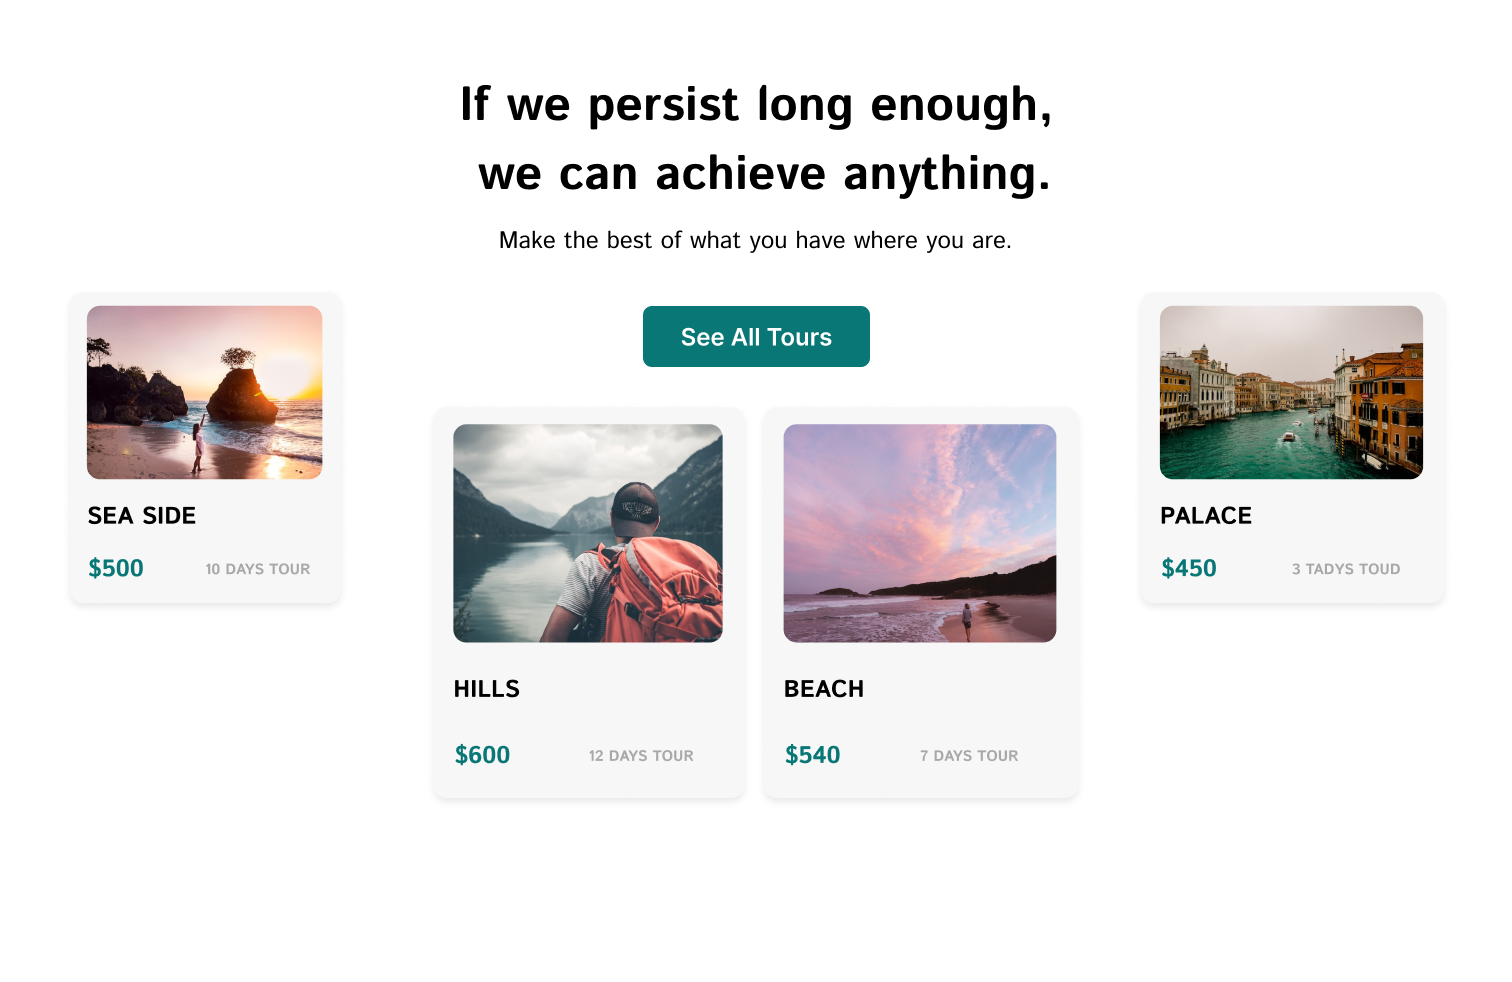 If we persist long enough,
we can achieve anything.
Make the best of what you have where you are.
See All Tours
SEA SIDE
$500 10 DAYS TOUR
HILLS
$600 12 DAYS TOUR
BEACH
$540 7 DAYS TOUR
PALACE
$450 3 TADYS TOUD